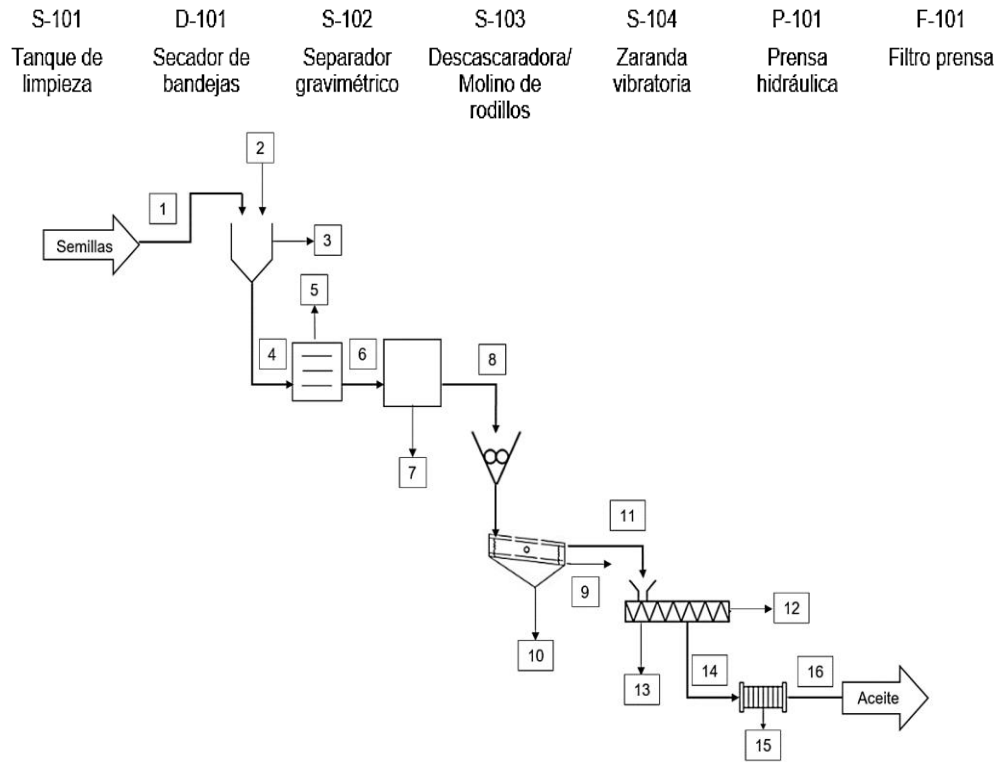 S-101 D-101 S-102 S-103 S-104 P-101 F-101
Tanque de limpieza
Secador de bandejas
Separador gravimétrico
Descascaradora/ Molino de rodillos
Zaranda vibratoria
Prensa hidráulica
Filtro prensa
2
1
Semillas
3
5
4
6
8
7
11
9
12
10
13
14
16
Aceite
15